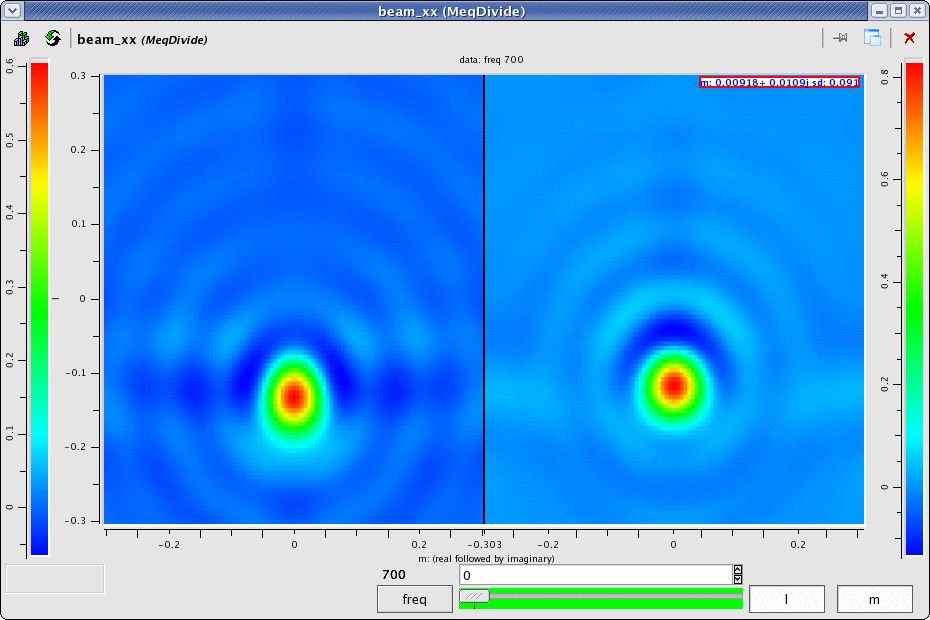 beam_xx (MeqDivide)
beam_xx (MeqDivide)
data: freq 700
m: 0.00918+ 0.0109j sd: 0.091
0.6
0.5
0.4
0.3
0.2
0.1
0
0.3
0.2
0.1
0
-0.1
-0.2
-0.3
0.8
0.6
0.4
0.2
0
-0.2 0 0.2 -0.303 -0.2 0 0.2
m: (real followed by imaginary)
700 0
freq l m